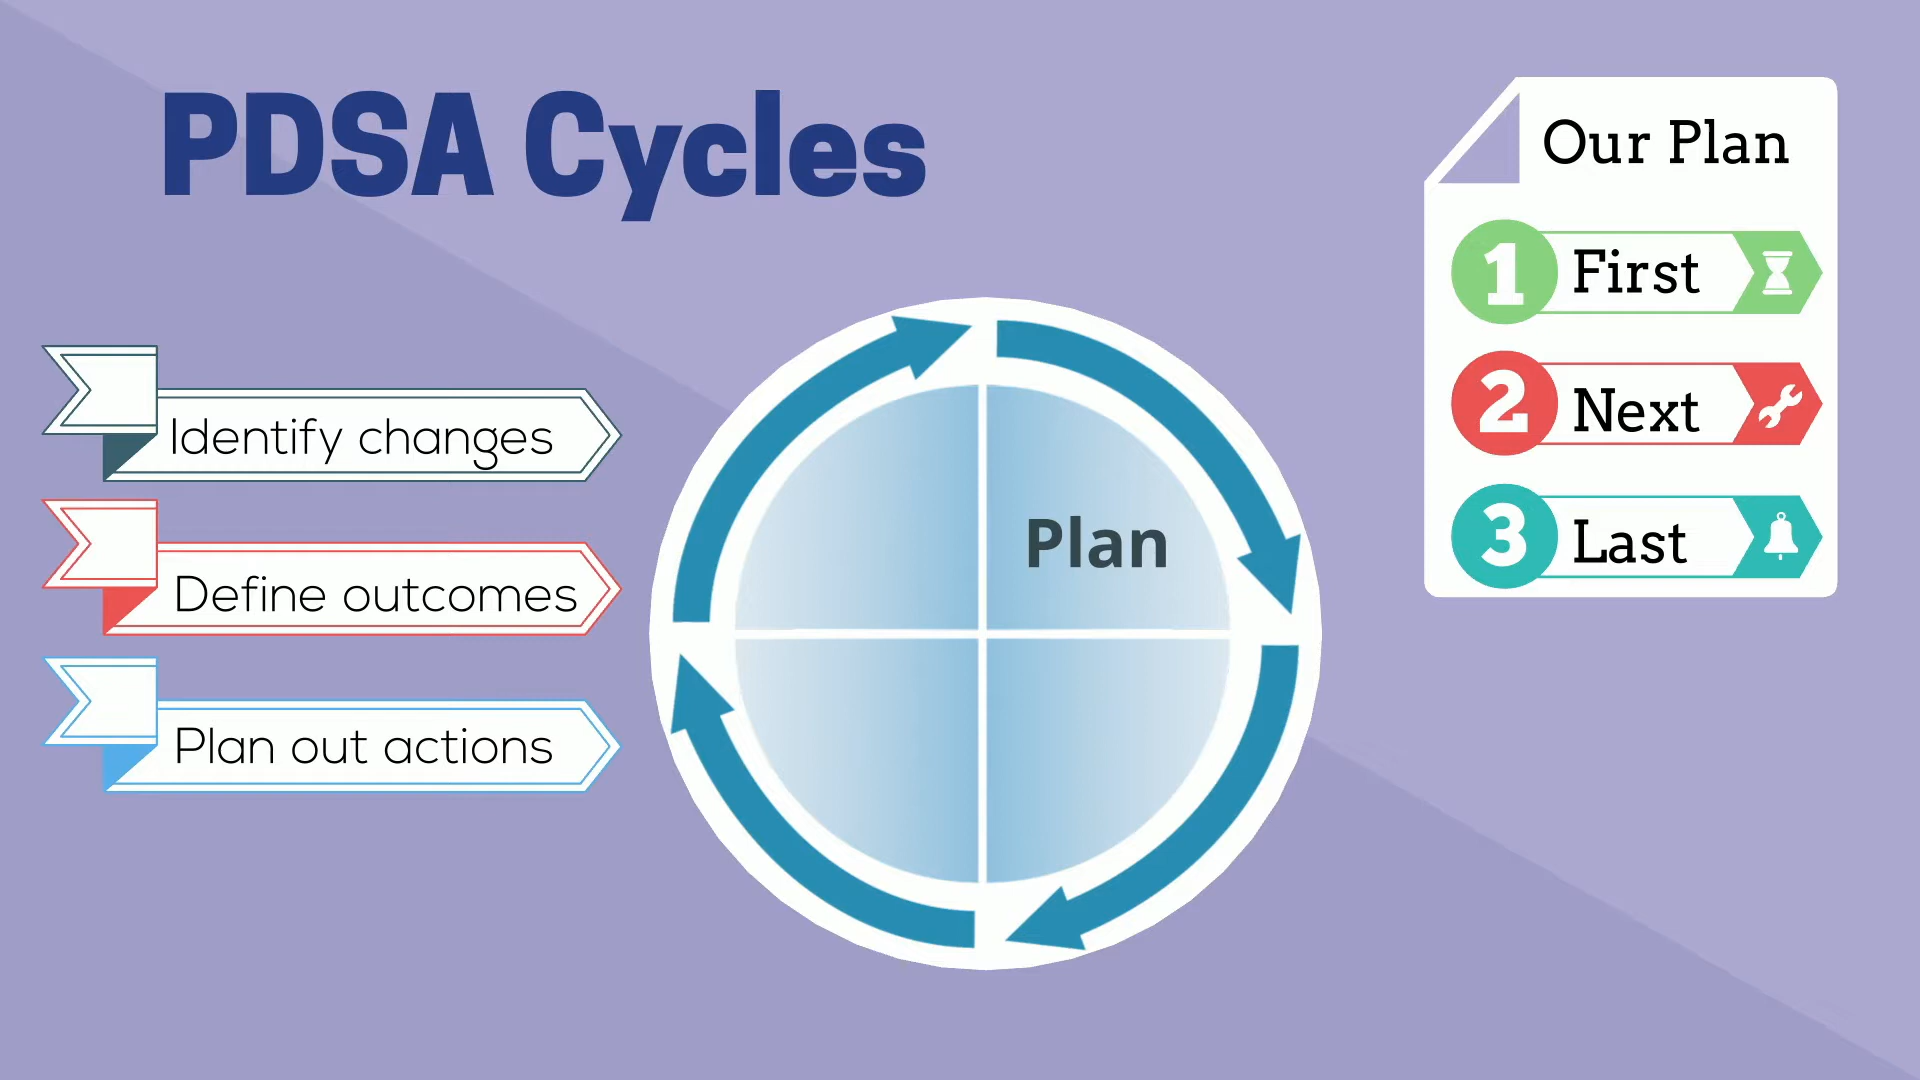 PDSA Cycles
Identify changes
Define outcomes
Plan out actions
Plan
Our Plan
1 First
2 Next
3 Last